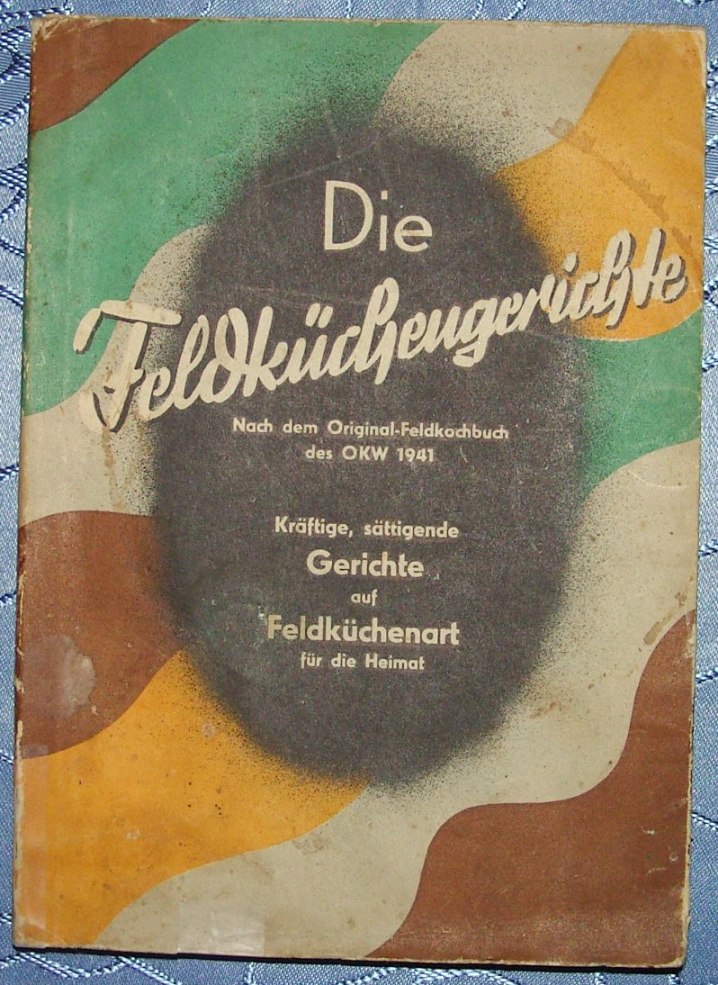 Die
Feldküchengerichte
Nach dem Original-Feldkochbuch
des OKW 1941
Kräftige, sättigende
Gerichte
auf
Feldküchenart
für die Heimat